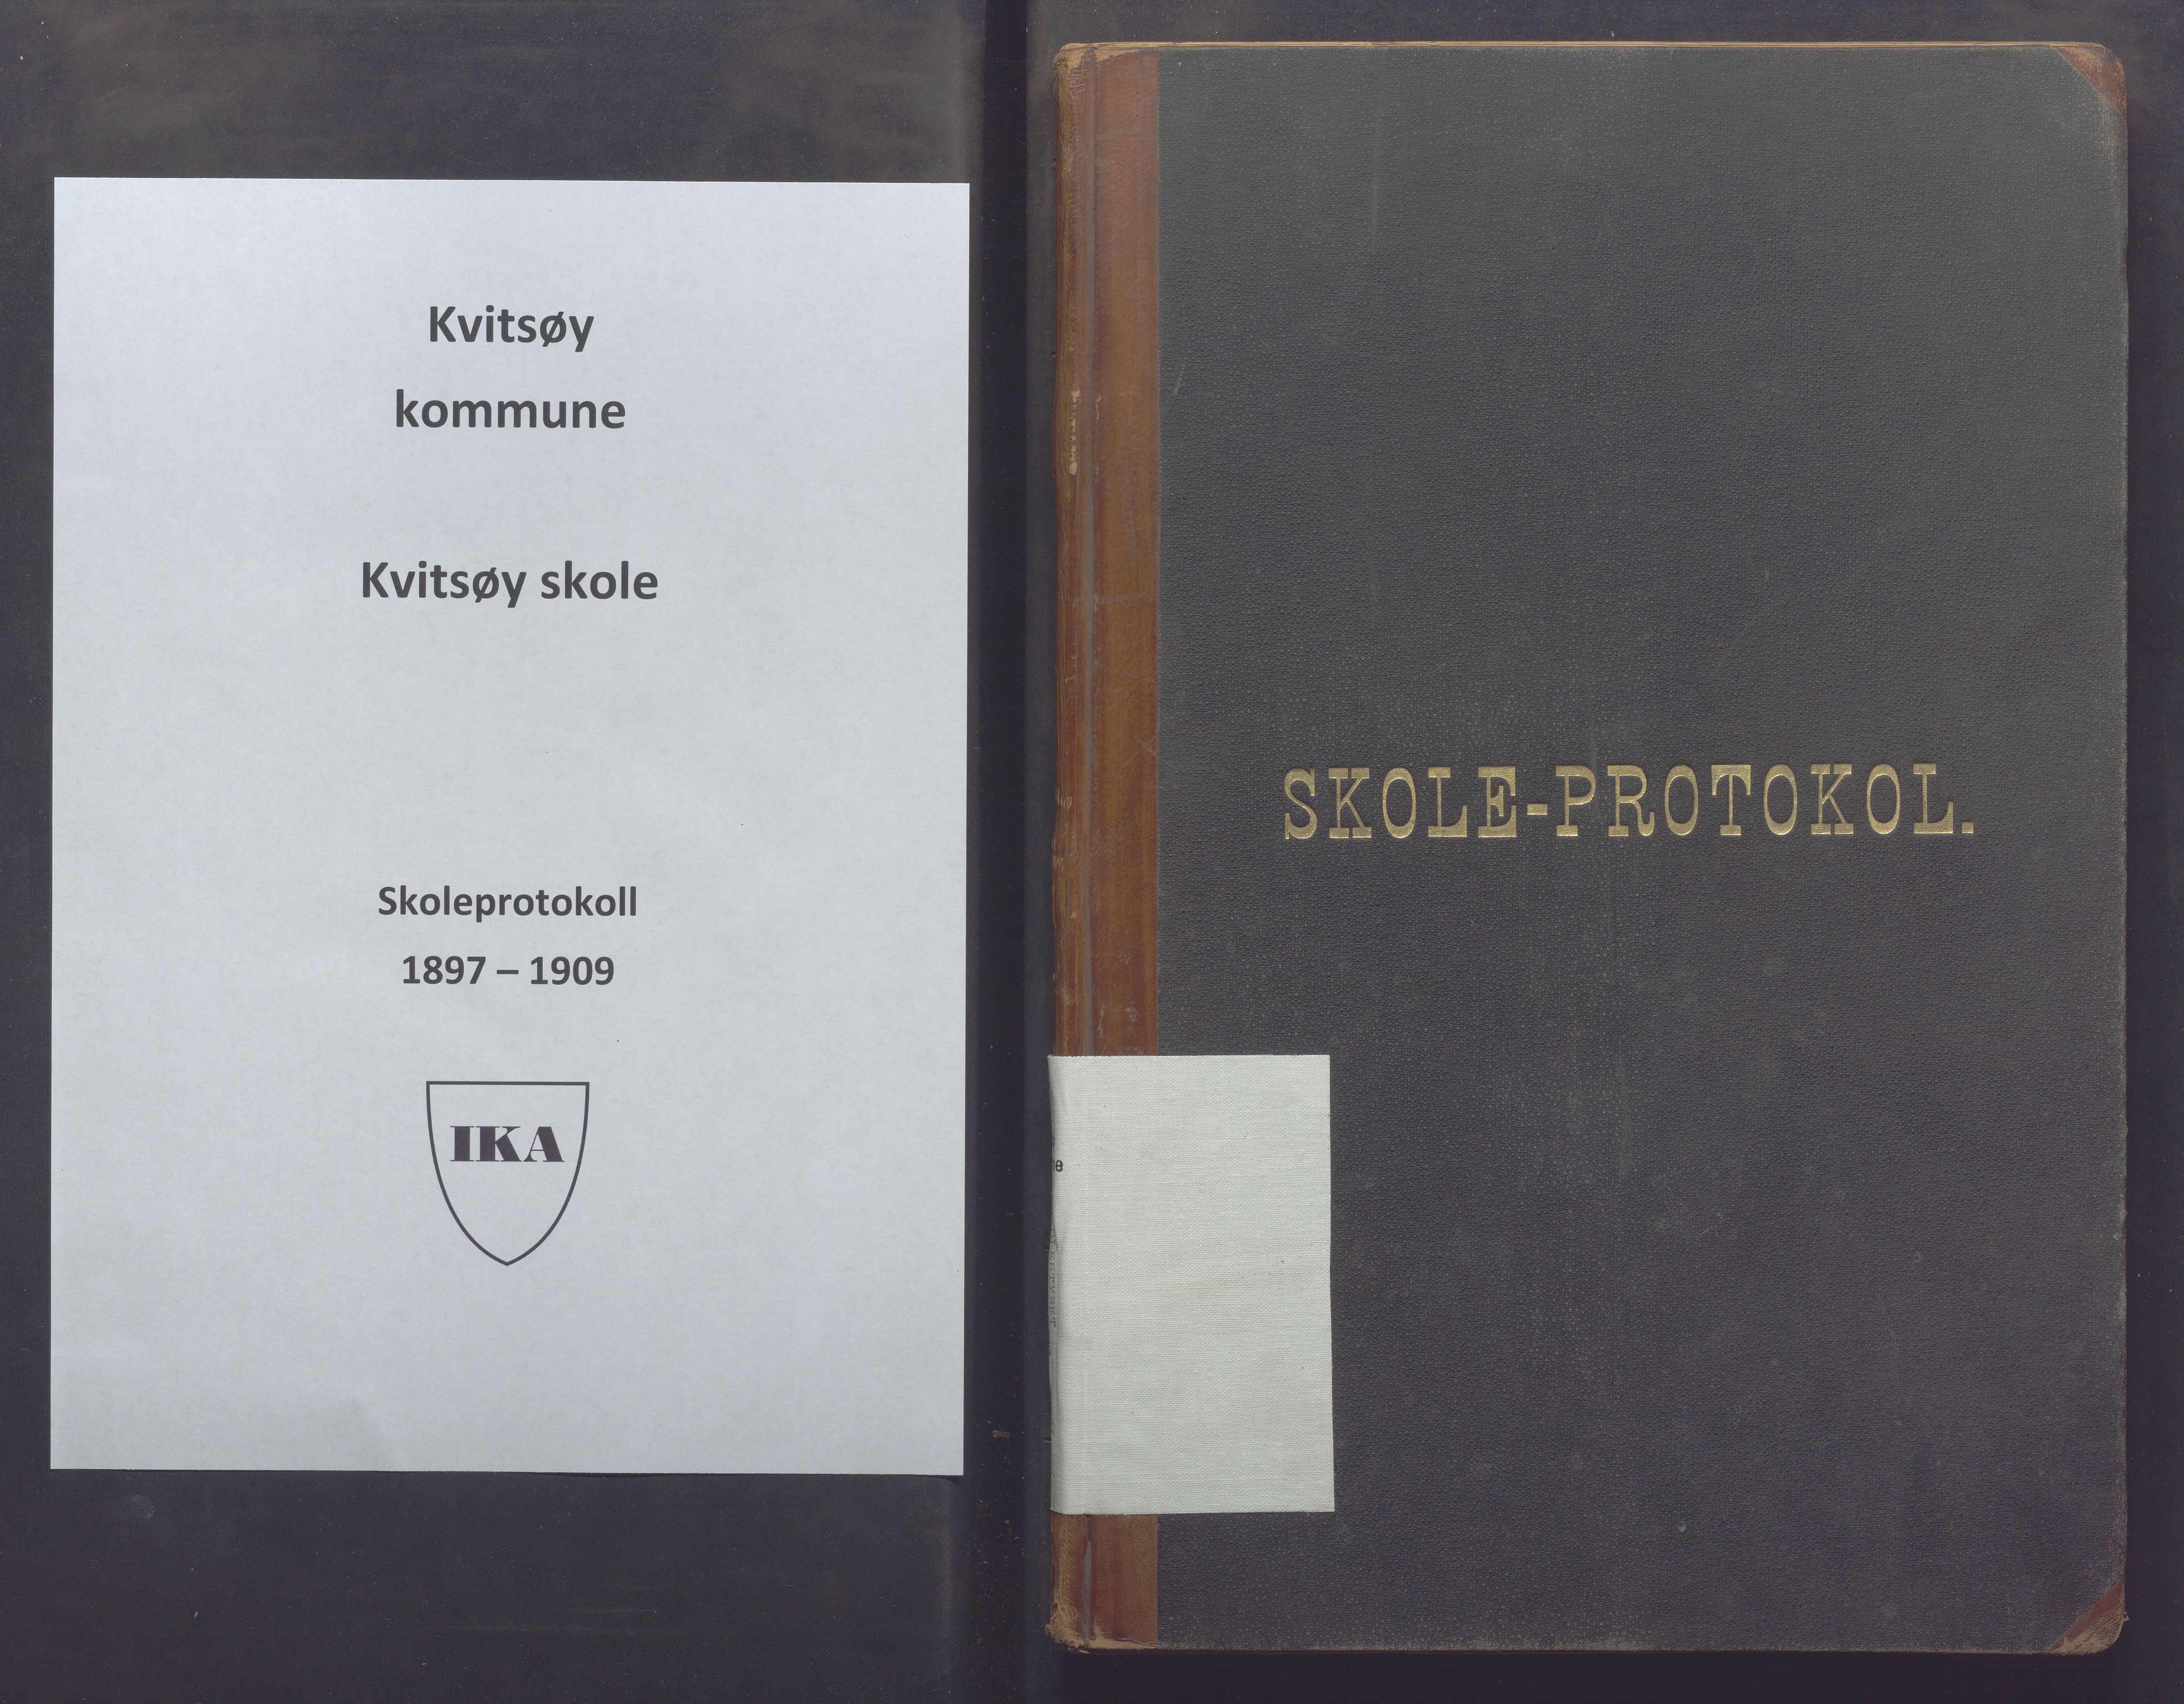 Kvitsøy
kommune
Kvitsøy skole
Skoleprotokoll
1897 – 1909
IKA
SKOLE-PROTOKOL.